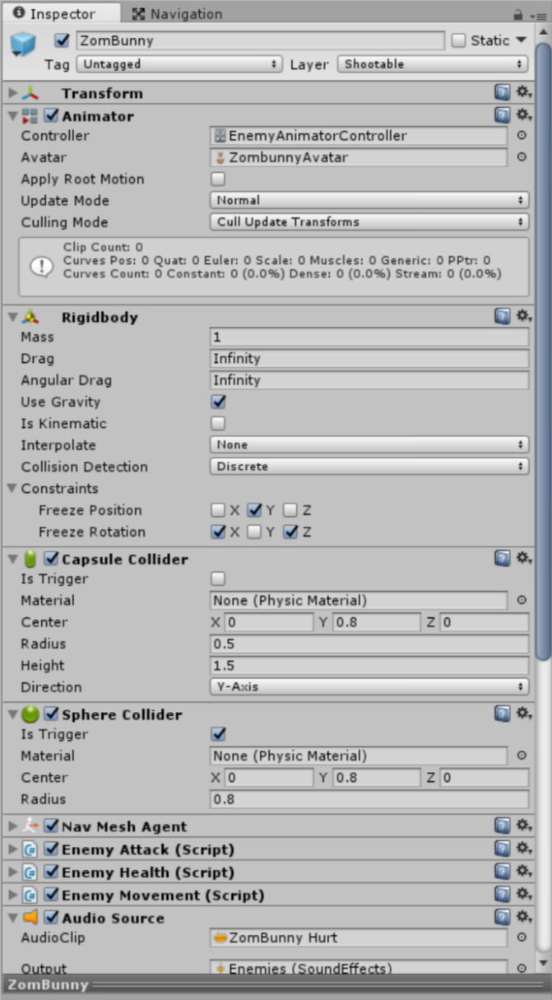 Inspector Navigation
ZomBunny Static
Tag Untagged Layer Shootable
Transform
Animator
Controller EnemyAnimatorController
Avatar ZombunnyAvatar
Apply Root Motion
Update Mode Normal
Culling Mode Cull Update Transforms
Clip Count: 0
Curves Pos: 0 Quat: 0 Euler: 0 Scale: 0 Muscles: 0 Generic: 0 PPtr: 0
Curves Count: 0 Constant: 0 (0.0%) Dense: 0 (0.0%) Stream: 0 (0.0%)
Rigidbody
Mass 1
Drag Infinity
Angular Drag Infinity
Use Gravity
Is Kinematic
Interpolate None
Collision Detection Discrete
Constraints
Freeze Position X Y Z
Freeze Rotation X Y Z
Capsule Collider
Is Trigger
Material None (Physic Material)
Center X 0 Y 0.8 Z 0
Radius 0.5
Height 1.5
Direction Y-Axis
Sphere Collider
Is Trigger
Material None (Physic Material)
Center X 0 Y 0.8 Z 0
Radius 0.8
Nav Mesh Agent
Enemy Attack (Script)
Enemy Health (Script)
Enemy Movement (Script)
Audio Source
AudioClip ZomBunny Hurt
Output Enemies (SoundEffects)
ZomBunny